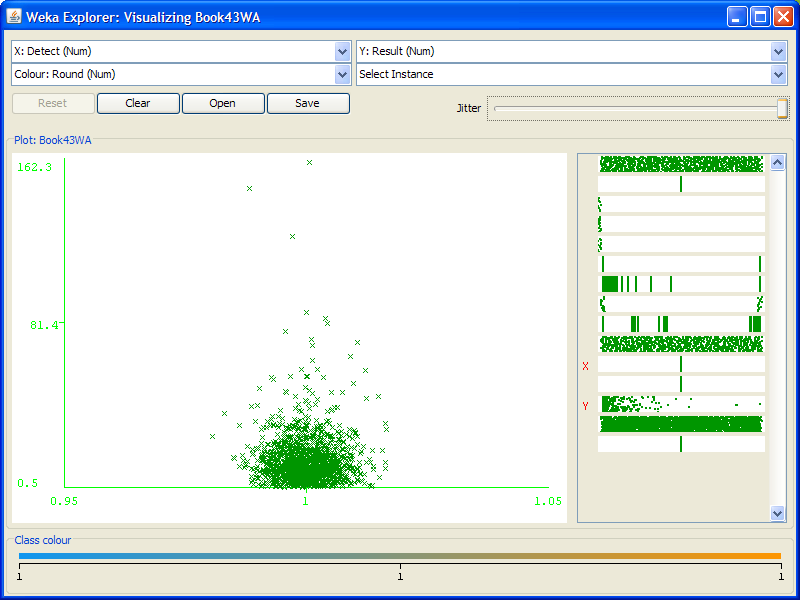 Weka Explorer: Visualizing Book43WA
X: Detect (Num)
Y: Result (Num)
Colour: Round (Num)
Select Instance
Reset
Clear
Open
Save
Jitter
Plot: Book43WA
162.3
81.4
0.5
0.95
1
1.05
X
Y
Class colour
1
1
1